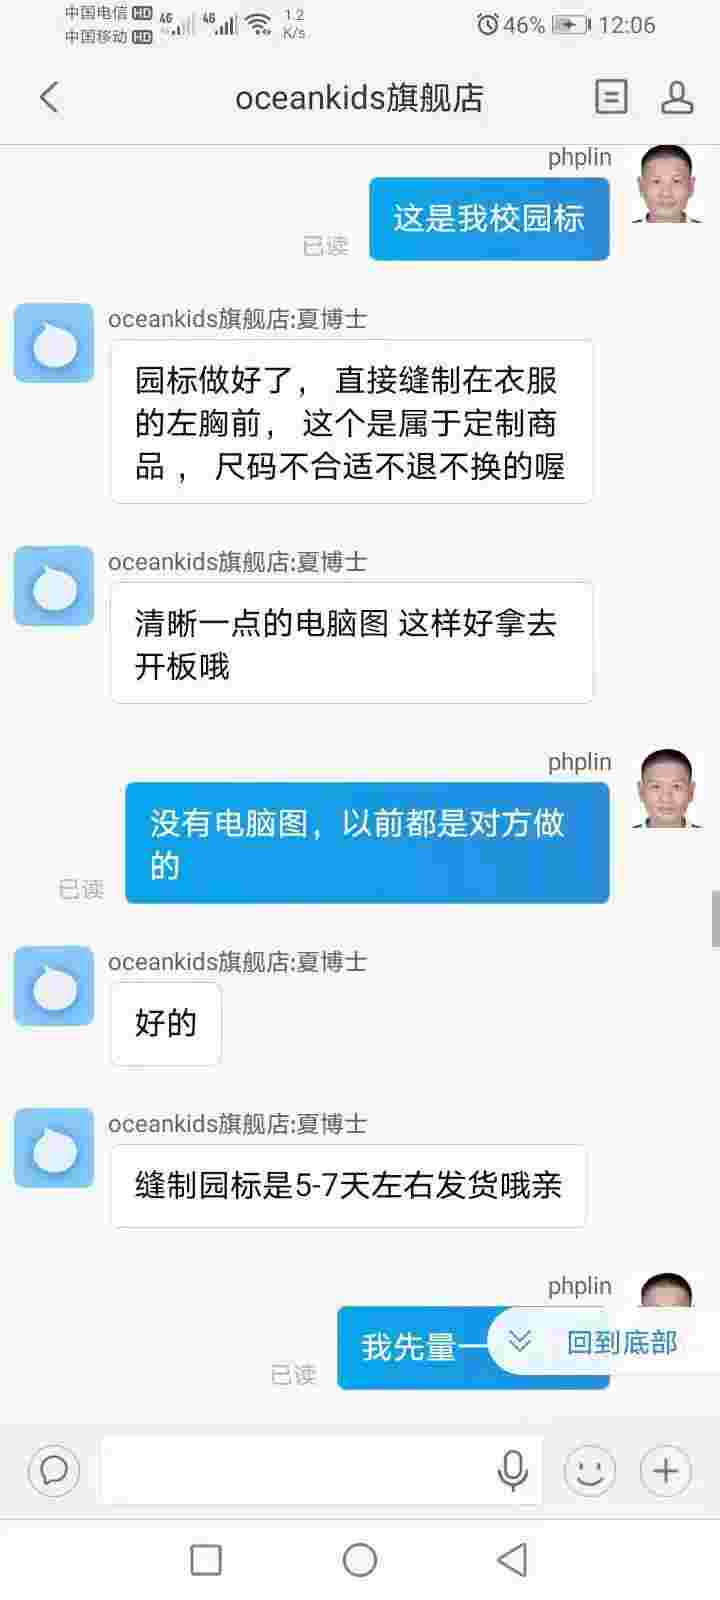 中国电信 HD 4G 4G 1.2 46% 12:06
中国移动 HD K/s
oceankids旗舰店
phplin
这是我校园标
已读
oceankids旗舰店:夏博士
园标做好了， 直接缝制在衣服
的左胸前， 这个是属于定制商
品 ， 尺码不合适不退不换的喔
oceankids旗舰店:夏博士
清晰一点的电脑图 这样好拿去
开板哦
phplin
没有电脑图，以前都是对方做
的
已读
oceankids旗舰店:夏博士
好的
oceankids旗舰店:夏博士
缝制园标是5-7天左右发货哦亲
phplin
我先量一
回到底部
已读